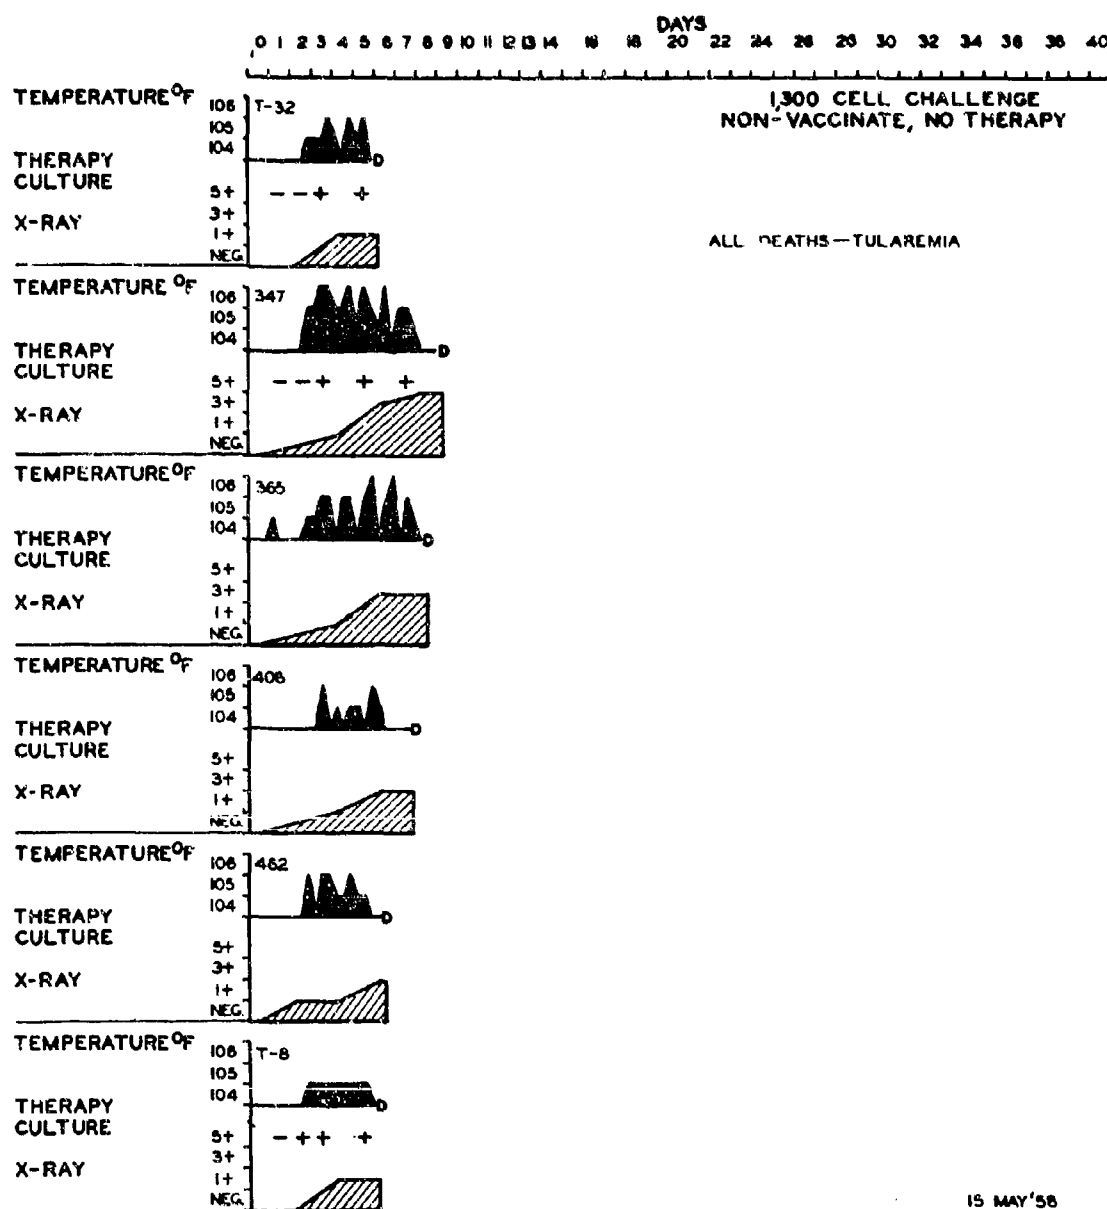 DAYS
0 1 2 3 4 5 6 7 8 9 10 11 12 13 14 16 18 20 22 24 26 28 30 32 34 36 38 40
1,300 CELL CHALLENGE
NON-VACCINATE, NO THERAPY
ALL DEATHS—TULAREMIA
TEMPERATURE °F
106 T-32
105
104
D
THERAPY
CULTURE
5+ − − + +
3+
X-RAY
1+
NEG.
TEMPERATURE °F
106 347
105
104
D
THERAPY
CULTURE
5+ − − + + +
3+
X-RAY
1+
NEG.
TEMPERATURE °F
106 365
105
104
D
THERAPY
CULTURE
5+
3+
X-RAY
1+
NEG.
TEMPERATURE °F
106 406
105
104
D
THERAPY
CULTURE
5+
3+
X-RAY
1+
NEG.
TEMPERATURE °F
106 462
105
104
D
THERAPY
CULTURE
5+
3+
X-RAY
1+
NEG.
TEMPERATURE °F
106 T-8
105
104
D
THERAPY
CULTURE
5+ − + + +
3+
X-RAY
1+
NEG.
15 MAY '58